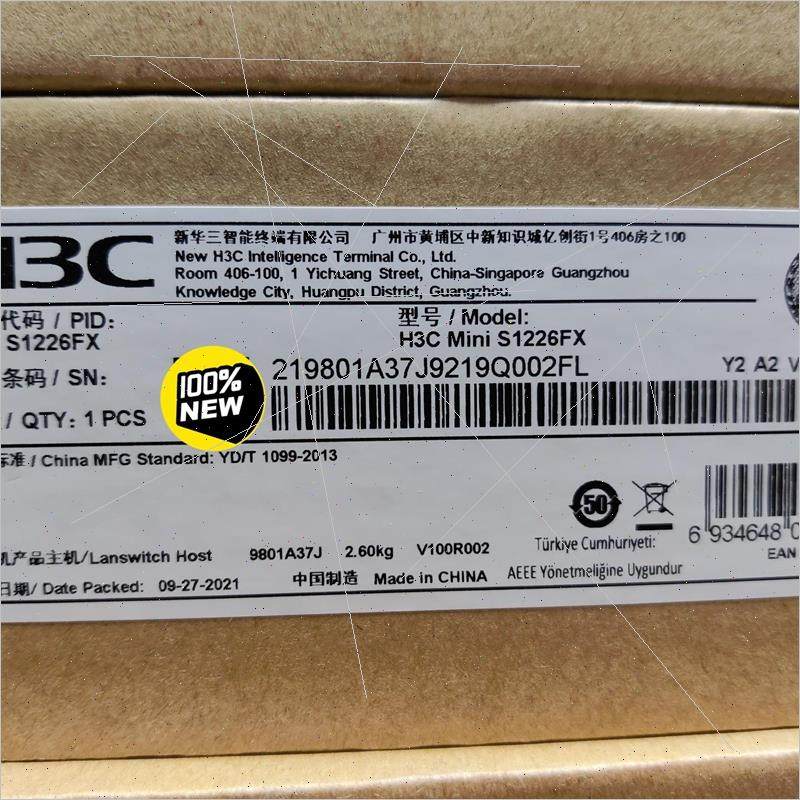 H3C
新华三智能终端有限公司 广州市黄埔区中新知识城亿创街1号406房之100
New H3C Intelligence Terminal Co., Ltd.
Room 406-100, 1 Yichuang Street, China-Singapore Guangzhou
Knowledge City, Huangpu District, Guangzhou.
代码 / PID: 型号 / Model:
S1226FX H3C Mini S1226FX
条码 / SN: 219801A37J9219Q002FL Y2 A2 V
/ QTY: 1 PCS
100%
NEW
标准 / China MFG Standard: YD/T 1099-2013
50
6 934648 0
EAN
机产品主机/Lanswitch Host 9801A37J 2.60kg V100R002
Türkiye Cumhuriyeti:
日期/ Date Packed: 09-27-2021 中国制造 Made in CHINA AEEE Yönetmeliğine Uygundur